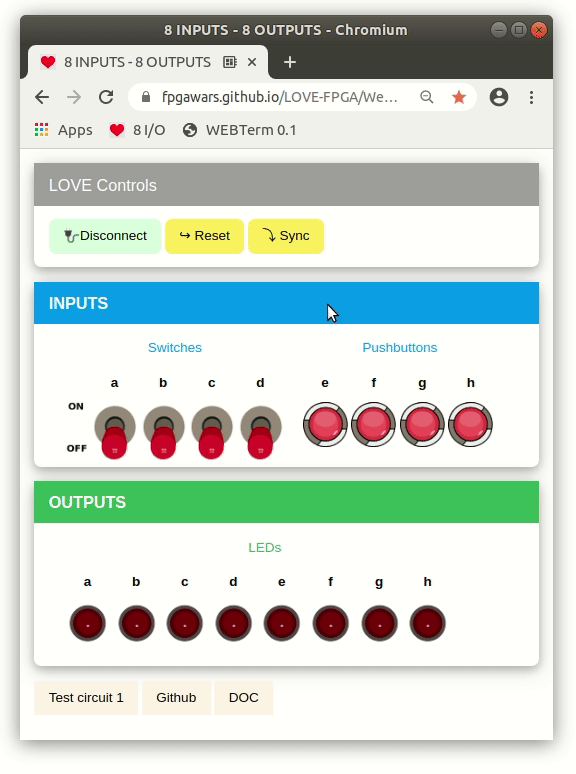 8 INPUTS - 8 OUTPUTS - Chromium
8 INPUTS - 8 OUTPUTS
fpgawars.github.io/LOVE-FPGA/We...
Apps 8 I/O WEBTerm 0.1
LOVE Controls
Disconnect Reset Sync
INPUTS
Switches Pushbuttons
a b c d e f g h
ON
OFF
OUTPUTS
LEDs
a b c d e f g h
Test circuit 1 Github DOC